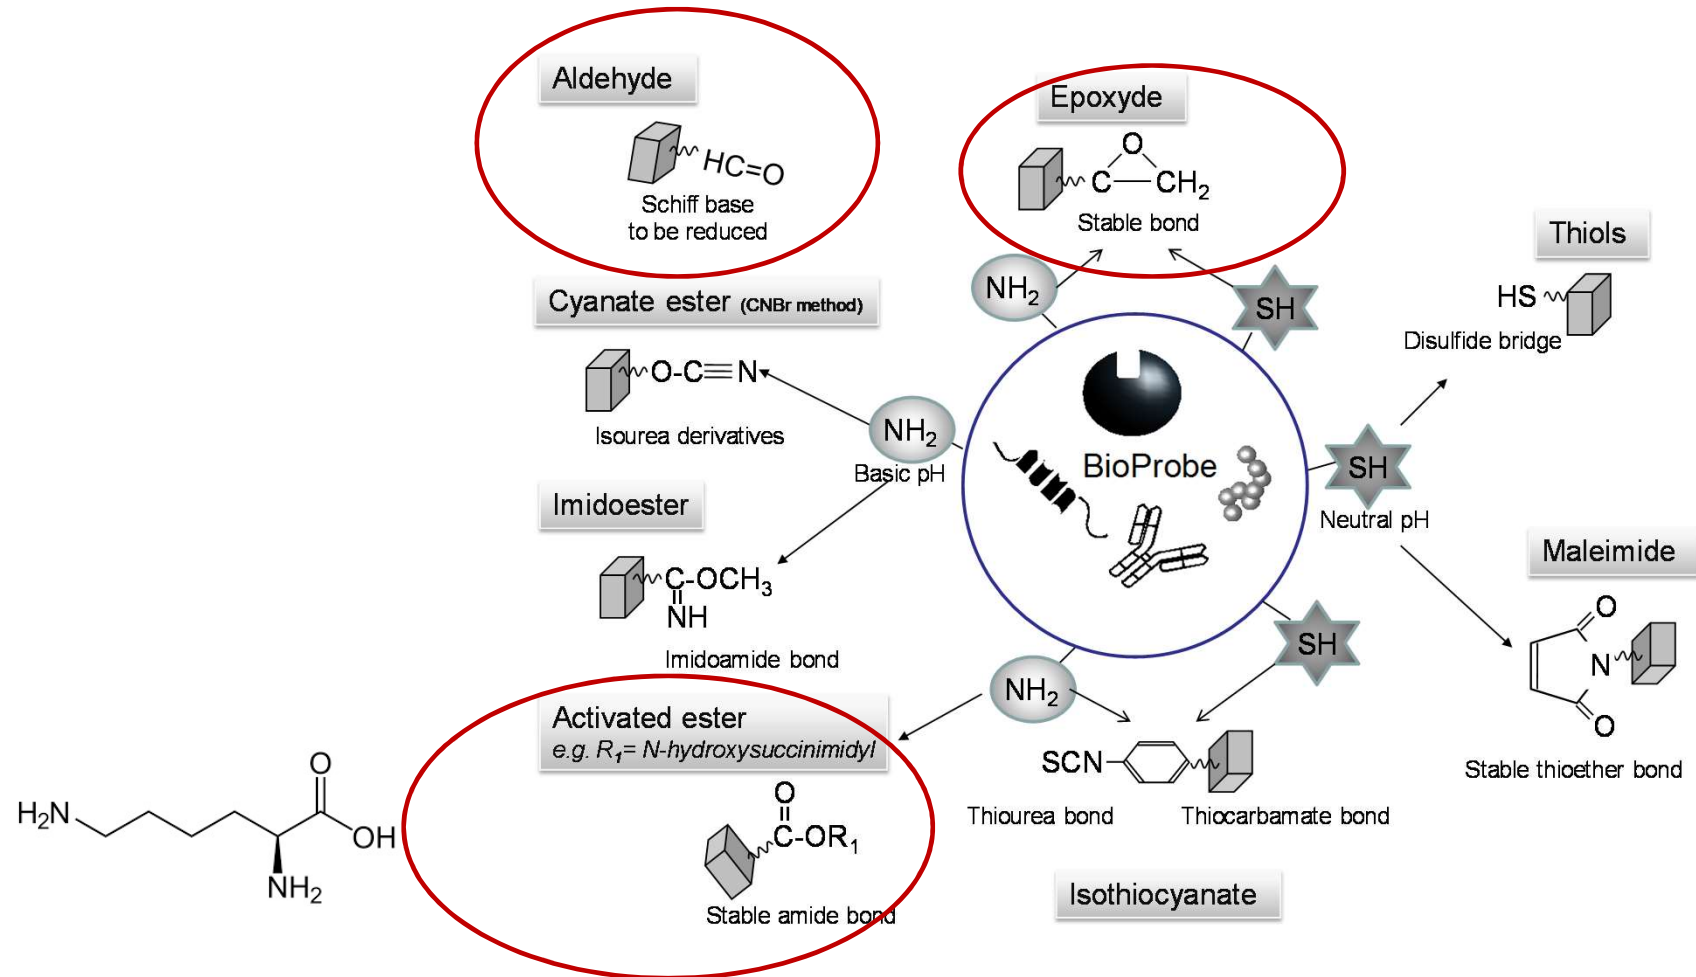 Aldehyde
HC=O
Schiff base
to be reduced
Epoxyde
O
C
CH2
Stable bond
NH2
SH
Thiols
HS
Disulfide bridge
Cyanate ester (CNBr method)
O-C≡N
Isourea derivatives
NH2
Basic pH
BioProbe
SH
Neutral pH
Imidoester
C-OCH3
NH
Imidoamide bond
Maleimide
O
N
O
Stable thioether bond
NH2
SH
Activated ester
e.g. R1= N-hydroxysuccinimidyl
O
C-OR1
Stable amide bond
SCN
Thiourea bond
Thiocarbamate bond
Isothiocyanate
H2N
O
OH
NH2